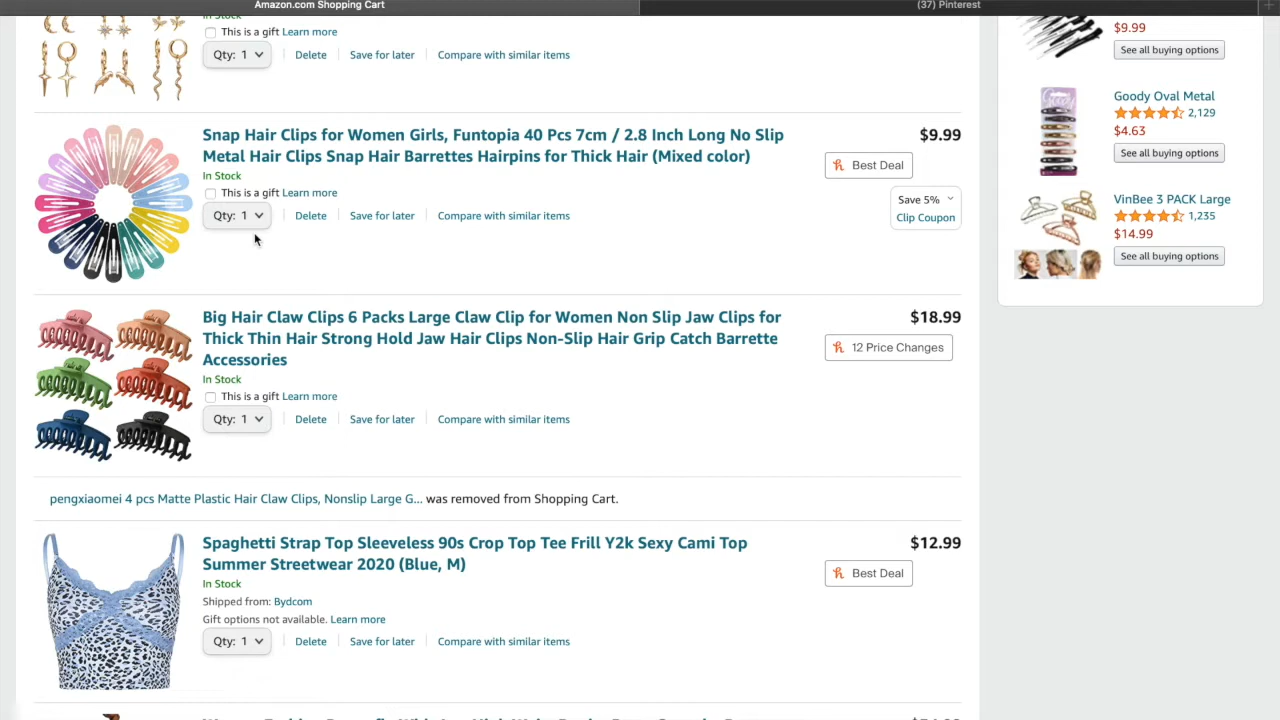 Amazon.com Shopping Cart
(37) Pinterest
In Stock
This is a gift Learn more
Qty: 1
Delete
Save for later
Compare with similar items
Snap Hair Clips for Women Girls, Funtopia 40 Pcs 7cm / 2.8 Inch Long No Slip
Metal Hair Clips Snap Hair Barrettes Hairpins for Thick Hair (Mixed color)
In Stock
This is a gift Learn more
Qty: 1
Delete
Save for later
Compare with similar items
$9.99
Best Deal
Save 5%
Clip Coupon
Big Hair Claw Clips 6 Packs Large Claw Clip for Women Non Slip Jaw Clips for
Thick Thin Hair Strong Hold Jaw Hair Clips Non-Slip Hair Grip Catch Barrette
Accessories
In Stock
This is a gift Learn more
Qty: 1
Delete
Save for later
Compare with similar items
$18.99
12 Price Changes
pengxiaomei 4 pcs Matte Plastic Hair Claw Clips, Nonslip Large G... was removed from Shopping Cart.
Spaghetti Strap Top Sleeveless 90s Crop Top Tee Frill Y2k Sexy Cami Top
Summer Streetwear 2020 (Blue, M)
In Stock
Shipped from: Bydcom
Gift options not available. Learn more
Qty: 1
Delete
Save for later
Compare with similar items
$12.99
Best Deal
$9.99
See all buying options
Goody Oval Metal
2,129
$4.63
See all buying options
VinBee 3 PACK Large
1,235
$14.99
See all buying options